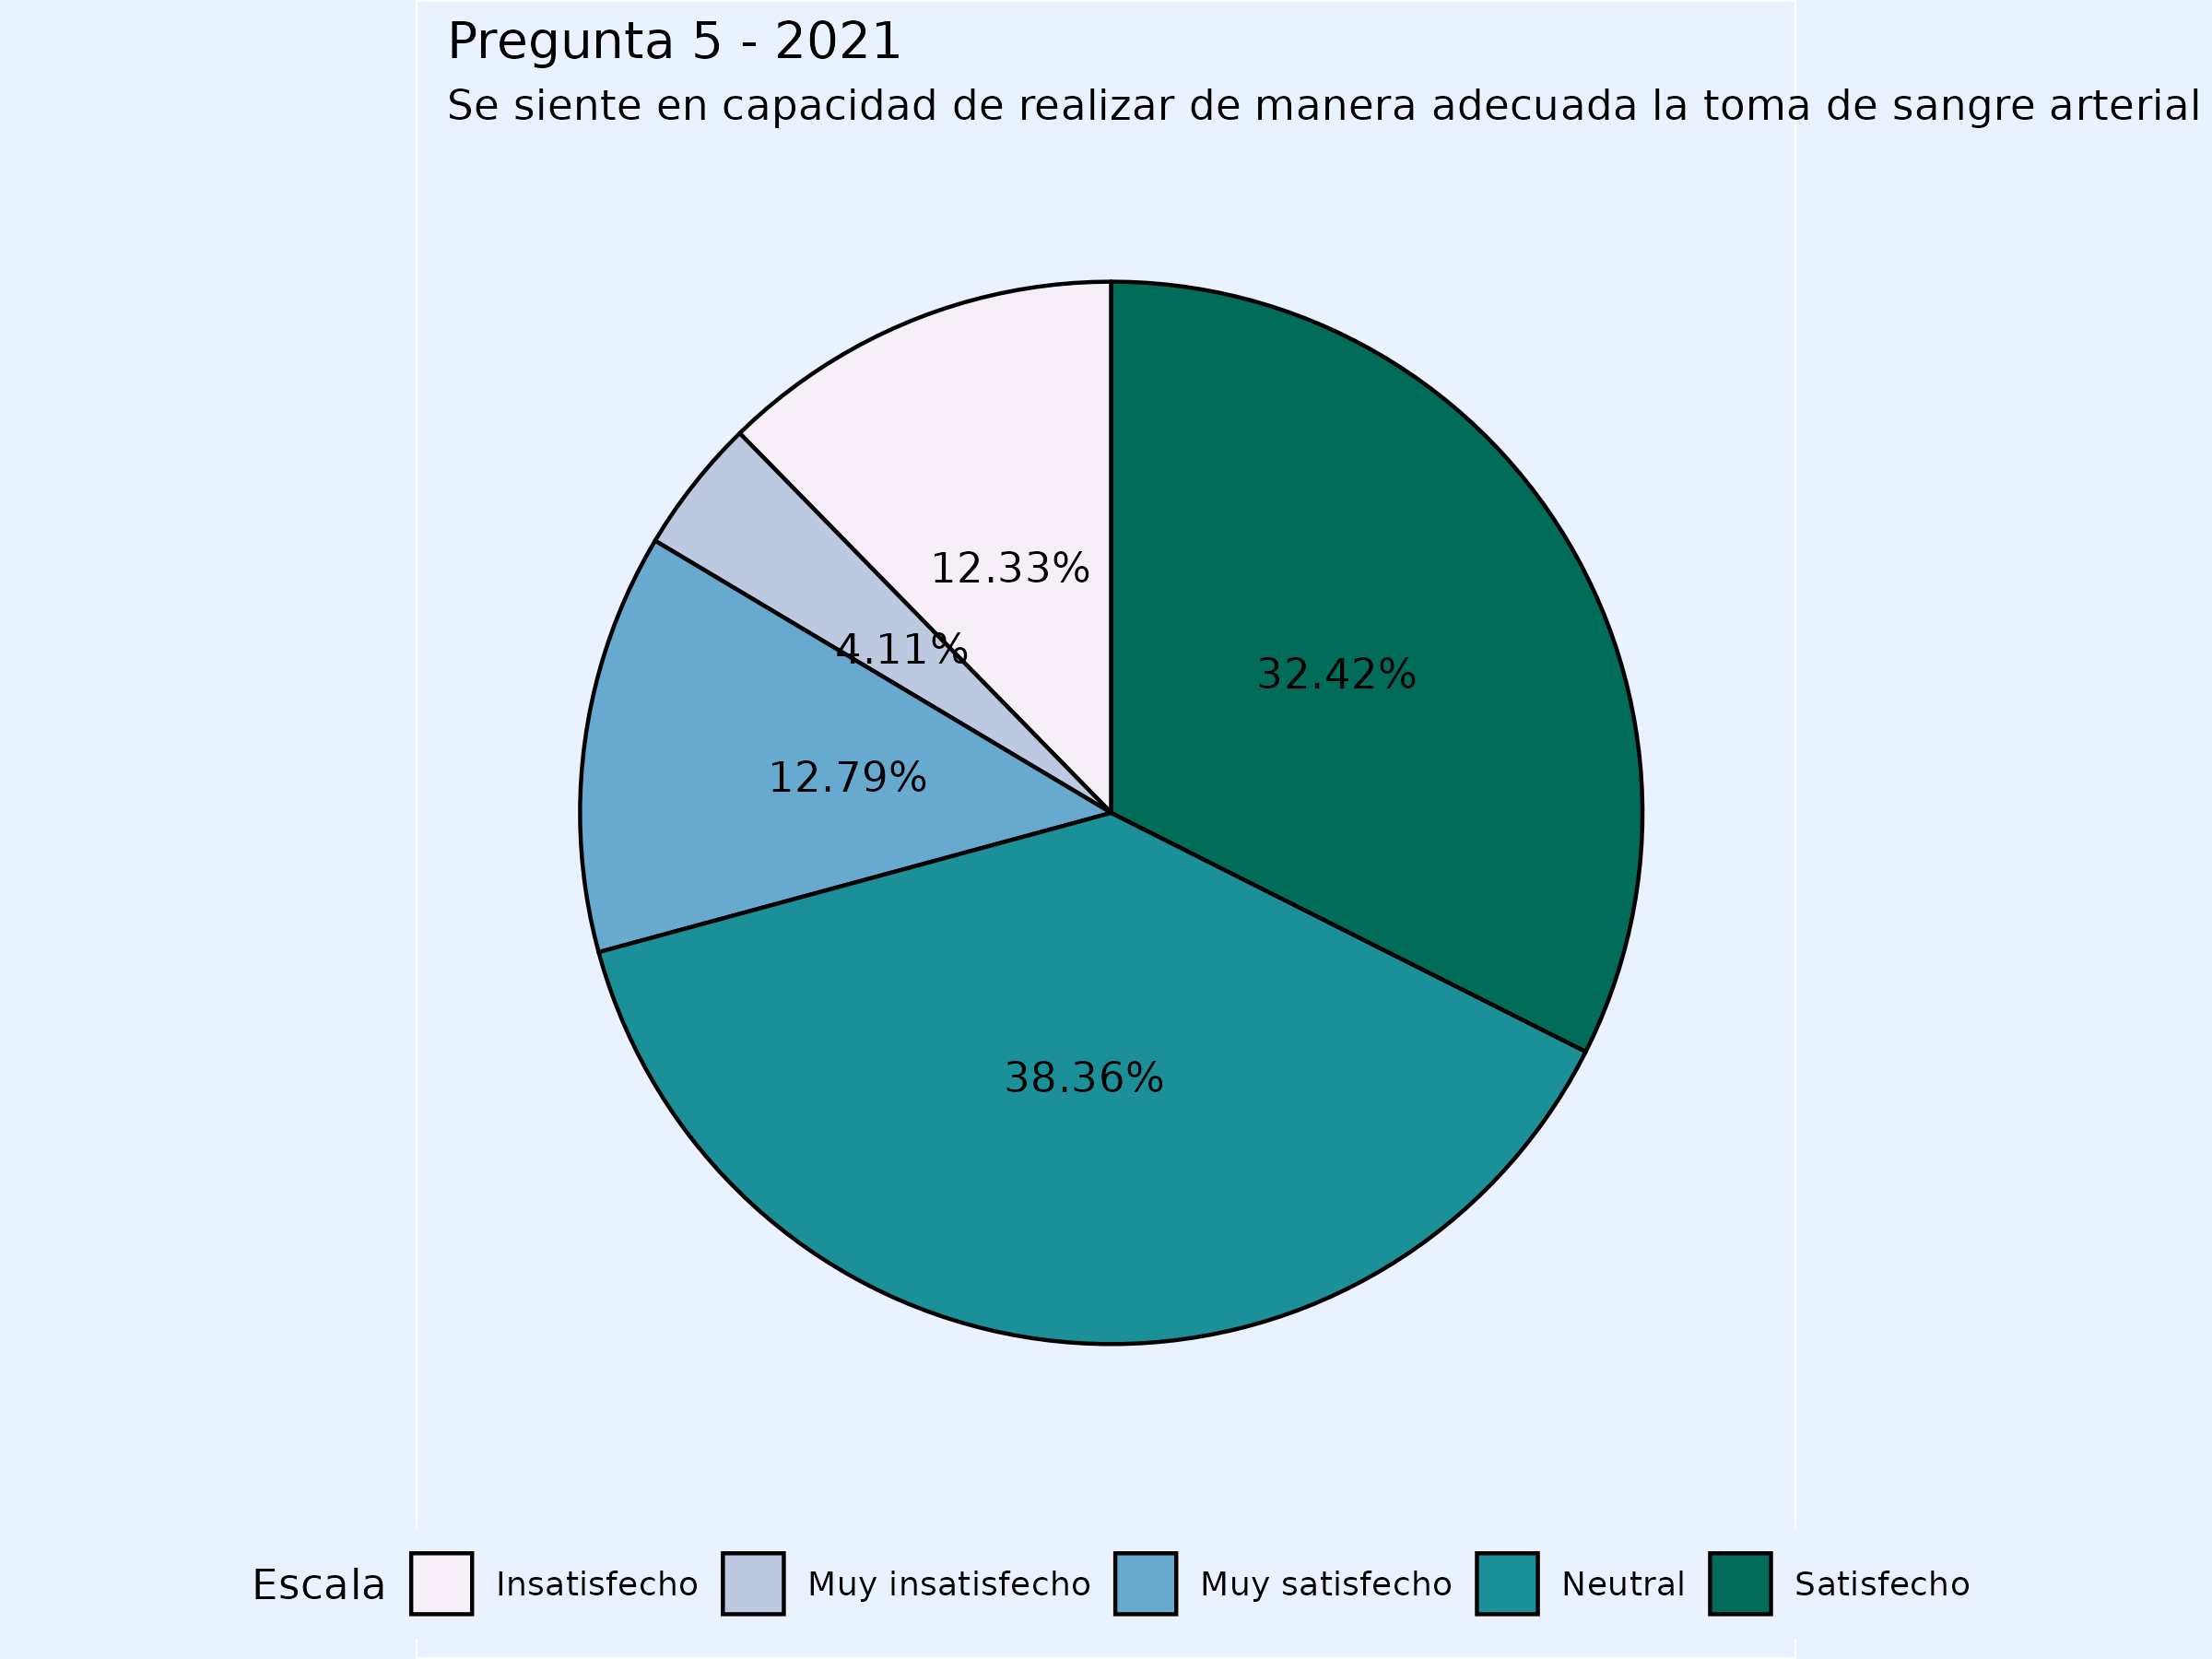 Pregunta 5 - 2021
Se siente en capacidad de realizar de manera adecuada la toma de sangre arterial
12.33%
4.11%
32.42%
12.79%
38.36%
Escala Insatisfecho Muy insatisfecho Muy satisfecho Neutral Satisfecho